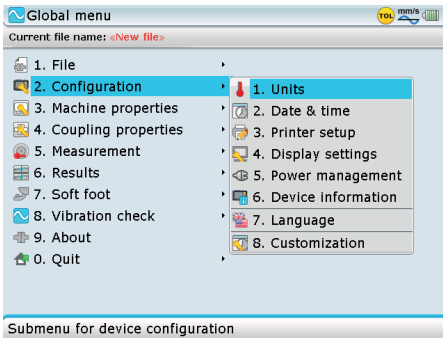 Global menu
TOL mm/s
Current file name: «New file»
1. File
2. Configuration
3. Machine properties
4. Coupling properties
5. Measurement
6. Results
7. Soft foot
8. Vibration check
9. About
0. Quit
1. Units
2. Date & time
3. Printer setup
4. Display settings
5. Power management
6. Device information
7. Language
8. Customization
Submenu for device configuration